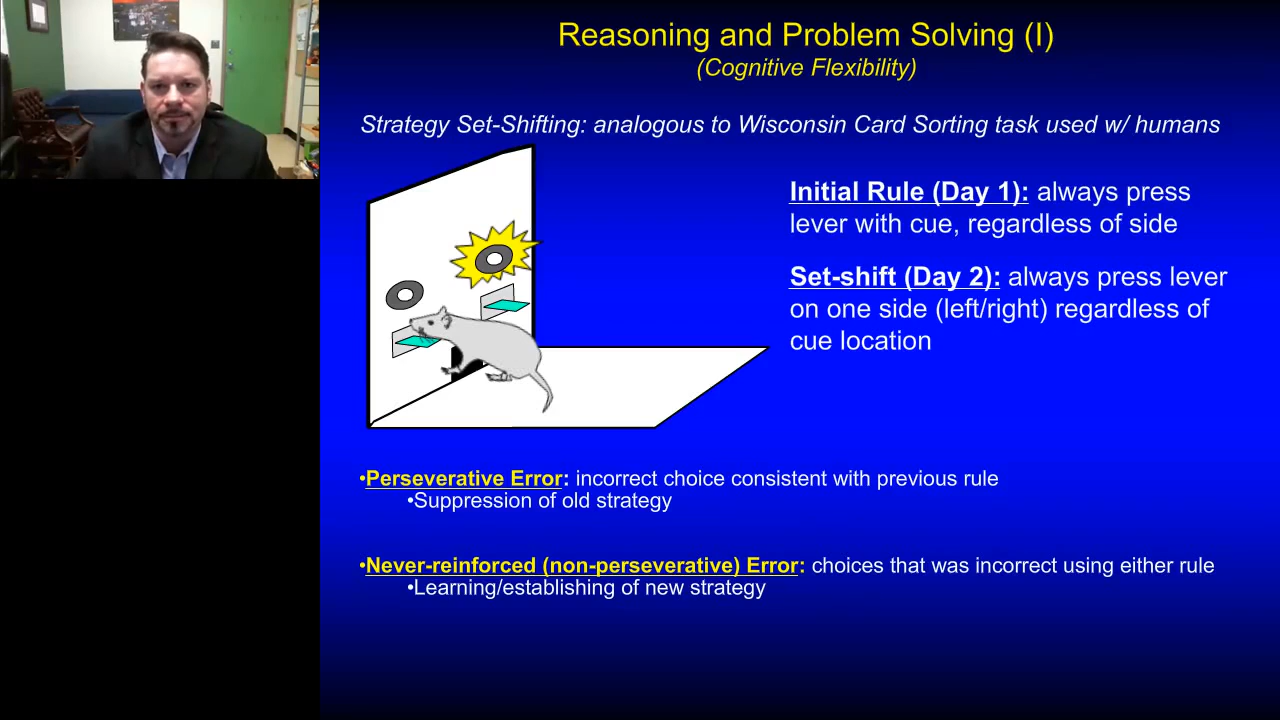 Reasoning and Problem Solving (I)
(Cognitive Flexibility)
Strategy Set-Shifting: analogous to Wisconsin Card Sorting task used w/ humans
Initial Rule (Day 1): always press
lever with cue, regardless of side
Set-shift (Day 2): always press lever
on one side (left/right) regardless of
cue location
•Perseverative Error: incorrect choice consistent with previous rule
•Suppression of old strategy
•Never-reinforced (non-perseverative) Error: choices that was incorrect using either rule
•Learning/establishing of new strategy